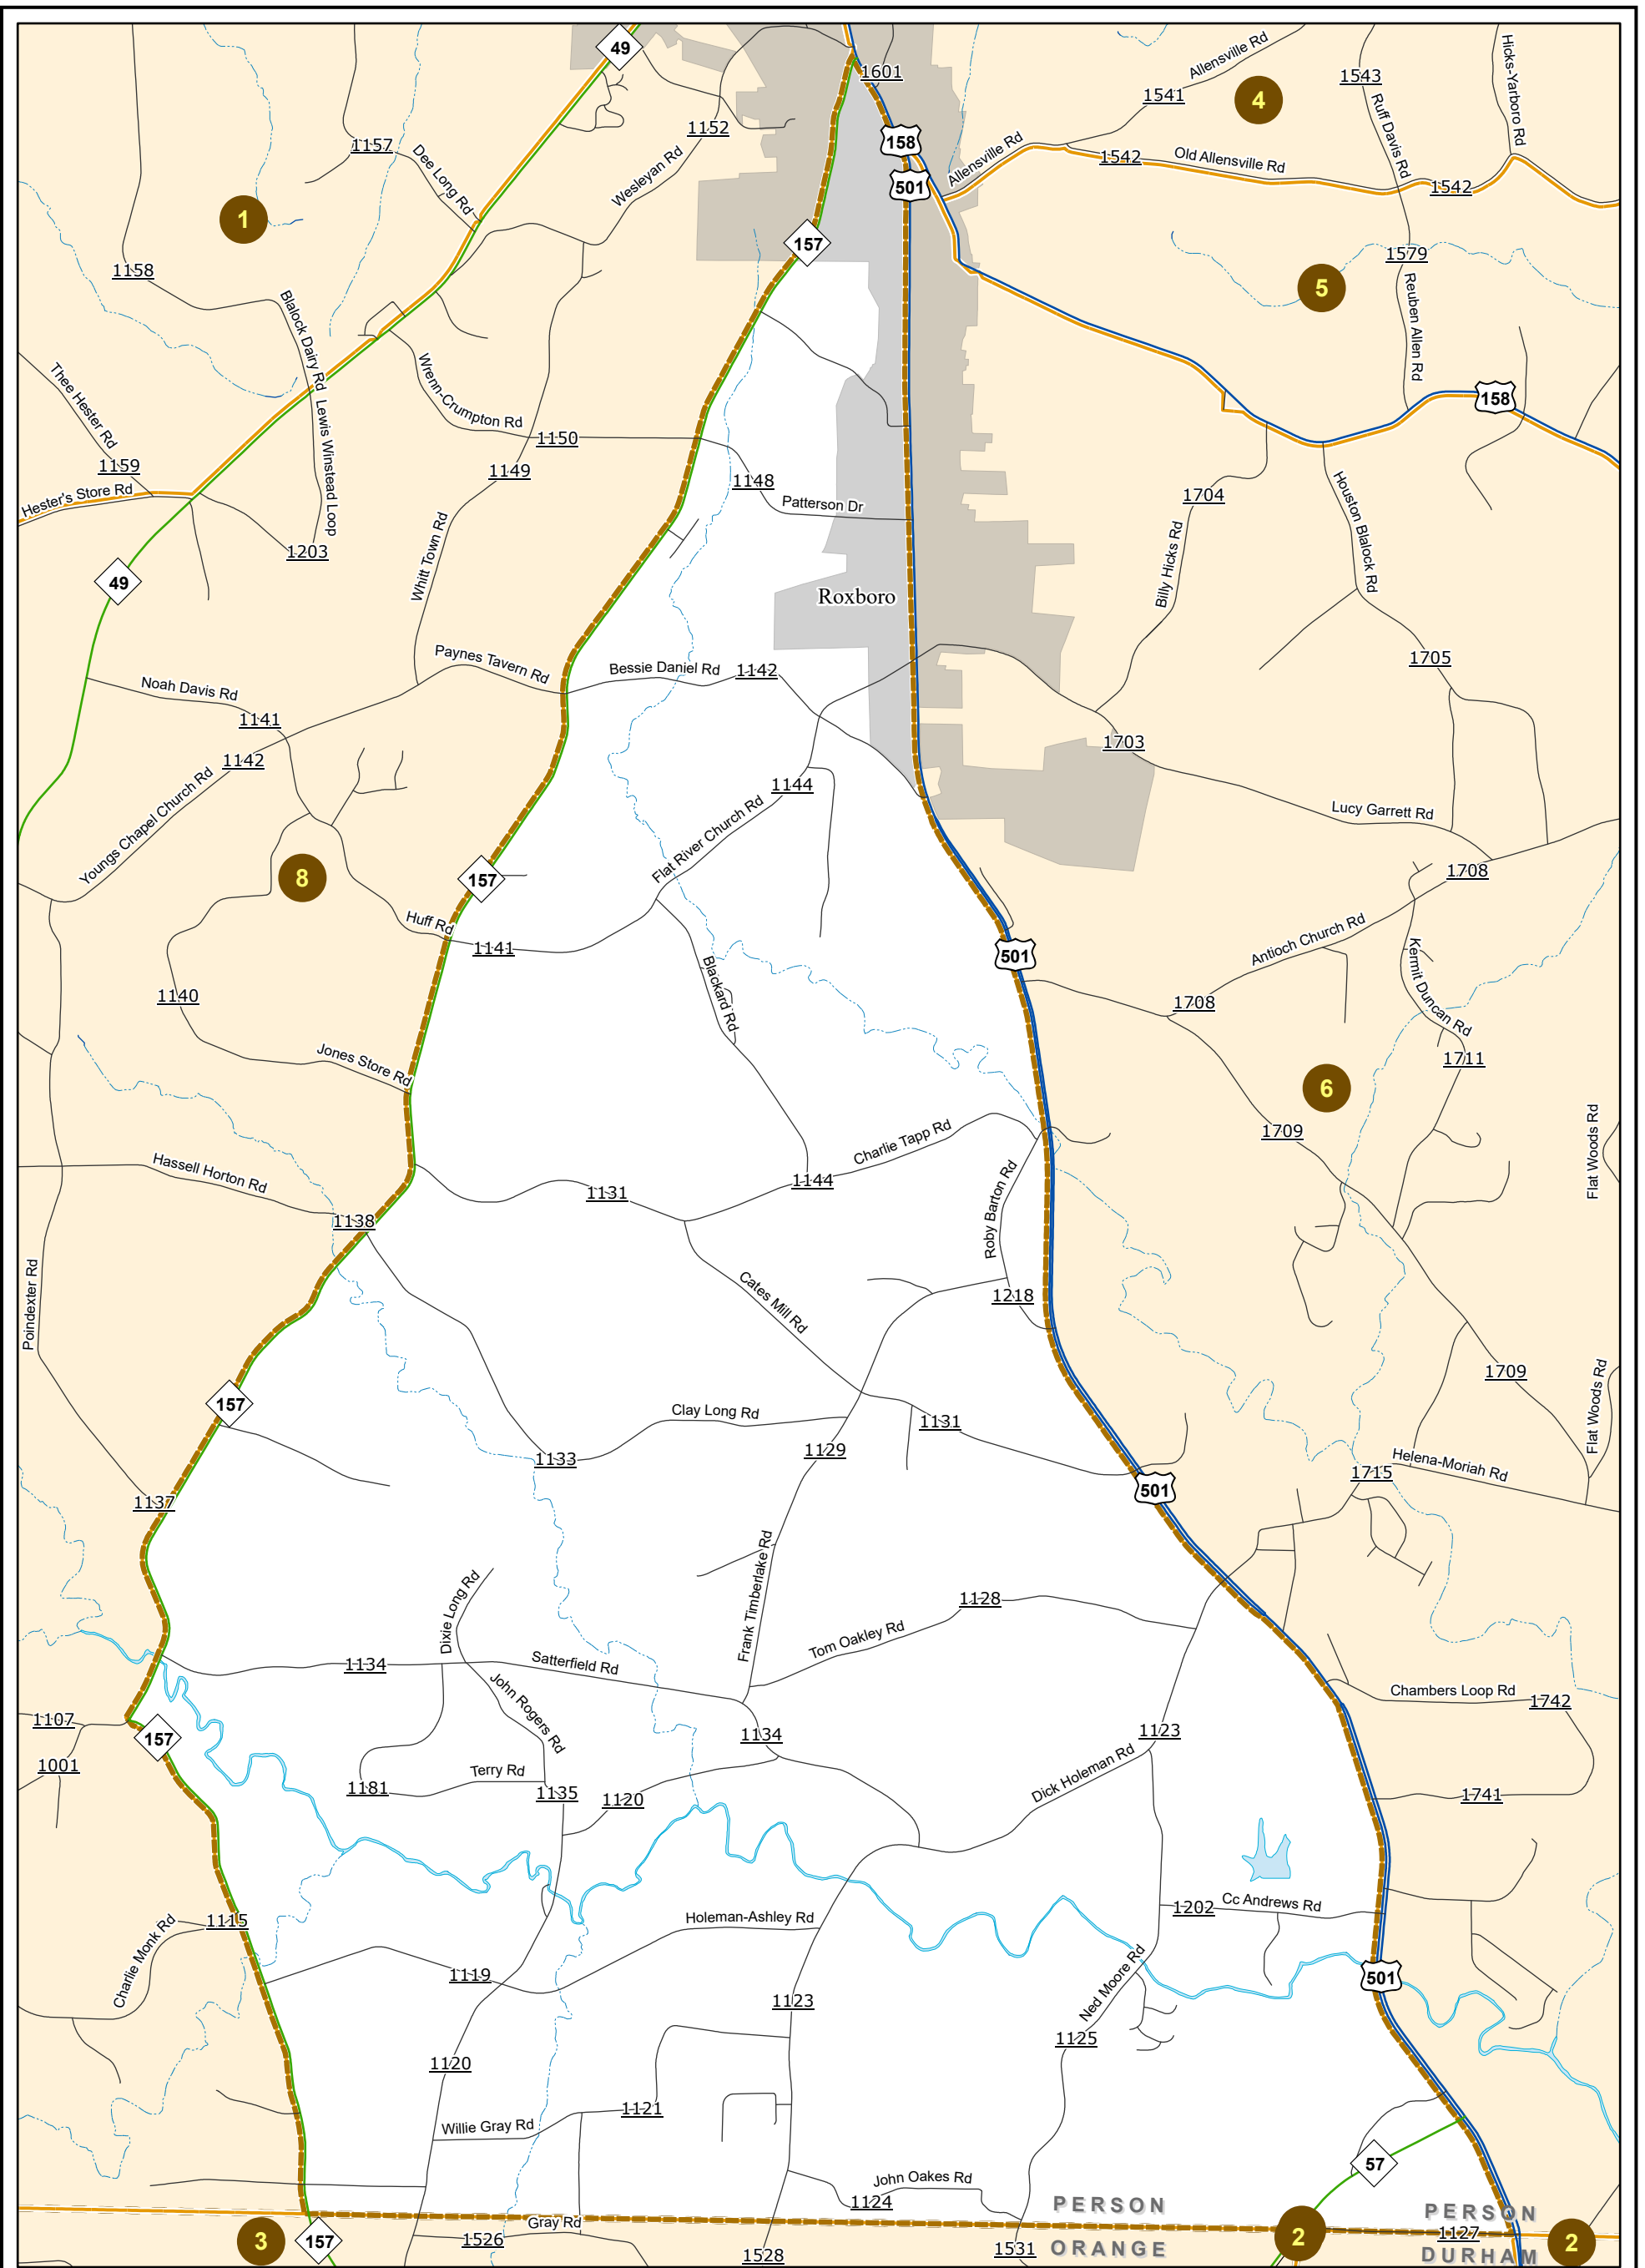 49
1601
Allensville Rd
4
1543
Hicks-Yarboro Rd
1541
1157
1152
158
Ruff Davis Rd
Dee Long Rd
Wesleyan Rd
Allensville Rd
1542
Old Allensville Rd
1542
501
1
157
1158
1579
5
Blalock Dairy Rd
Reuben Allen Rd
Thee Hester Rd
Wrenn-Crumpton Rd
158
Lewis Winstead Loop
1150
1159
1149
1148
Hester's Store Rd
Patterson Dr
1704
Houston Blalock Rd
1203
Whitt Town Rd
Billy Hicks Rd
49
Roxboro
Paynes Tavern Rd
Bessie Daniel Rd
1142
1705
Noah Davis Rd
1141
1142
1703
1144
Youngs Chapel Church Rd
Flat River Church Rd
Lucy Garrett Rd
8
157
1708
Huff Rd
1141
Antioch Church Rd
501
Kermit Duncan Rd
Blackard Rd
1140
1708
Jones Store Rd
1711
6
1709
Charlie Tapp Rd
Flat Woods Rd
Hassell Horton Rd
1144
1131
Roby Barton Rd
1138
Poindexter Rd
Cates Mill Rd
1218
1709
157
Flat Woods Rd
Clay Long Rd
1131
1129
1133
1715
Helena-Moriah Rd
1137
501
Frank Timberlake Rd
Dixie Long Rd
1128
Tom Oakley Rd
1134
Satterfield Rd
John Rogers Rd
Chambers Loop Rd
1742
1107
157
1134
1123
1001
Terry Rd
Dick Holeman Rd
1181
1135
1120
1741
Holeman-Ashley Rd
1202
Cc Andrews Rd
1115
Charlie Monk Rd
1119
Ned Moore Rd
501
1123
1125
1120
1121
Willie Gray Rd
57
John Oakes Rd
1124
PERSON
PERSON
3
157
1526
Gray Rd
1528
1531
ORANGE
2
1127
DURHAM
2